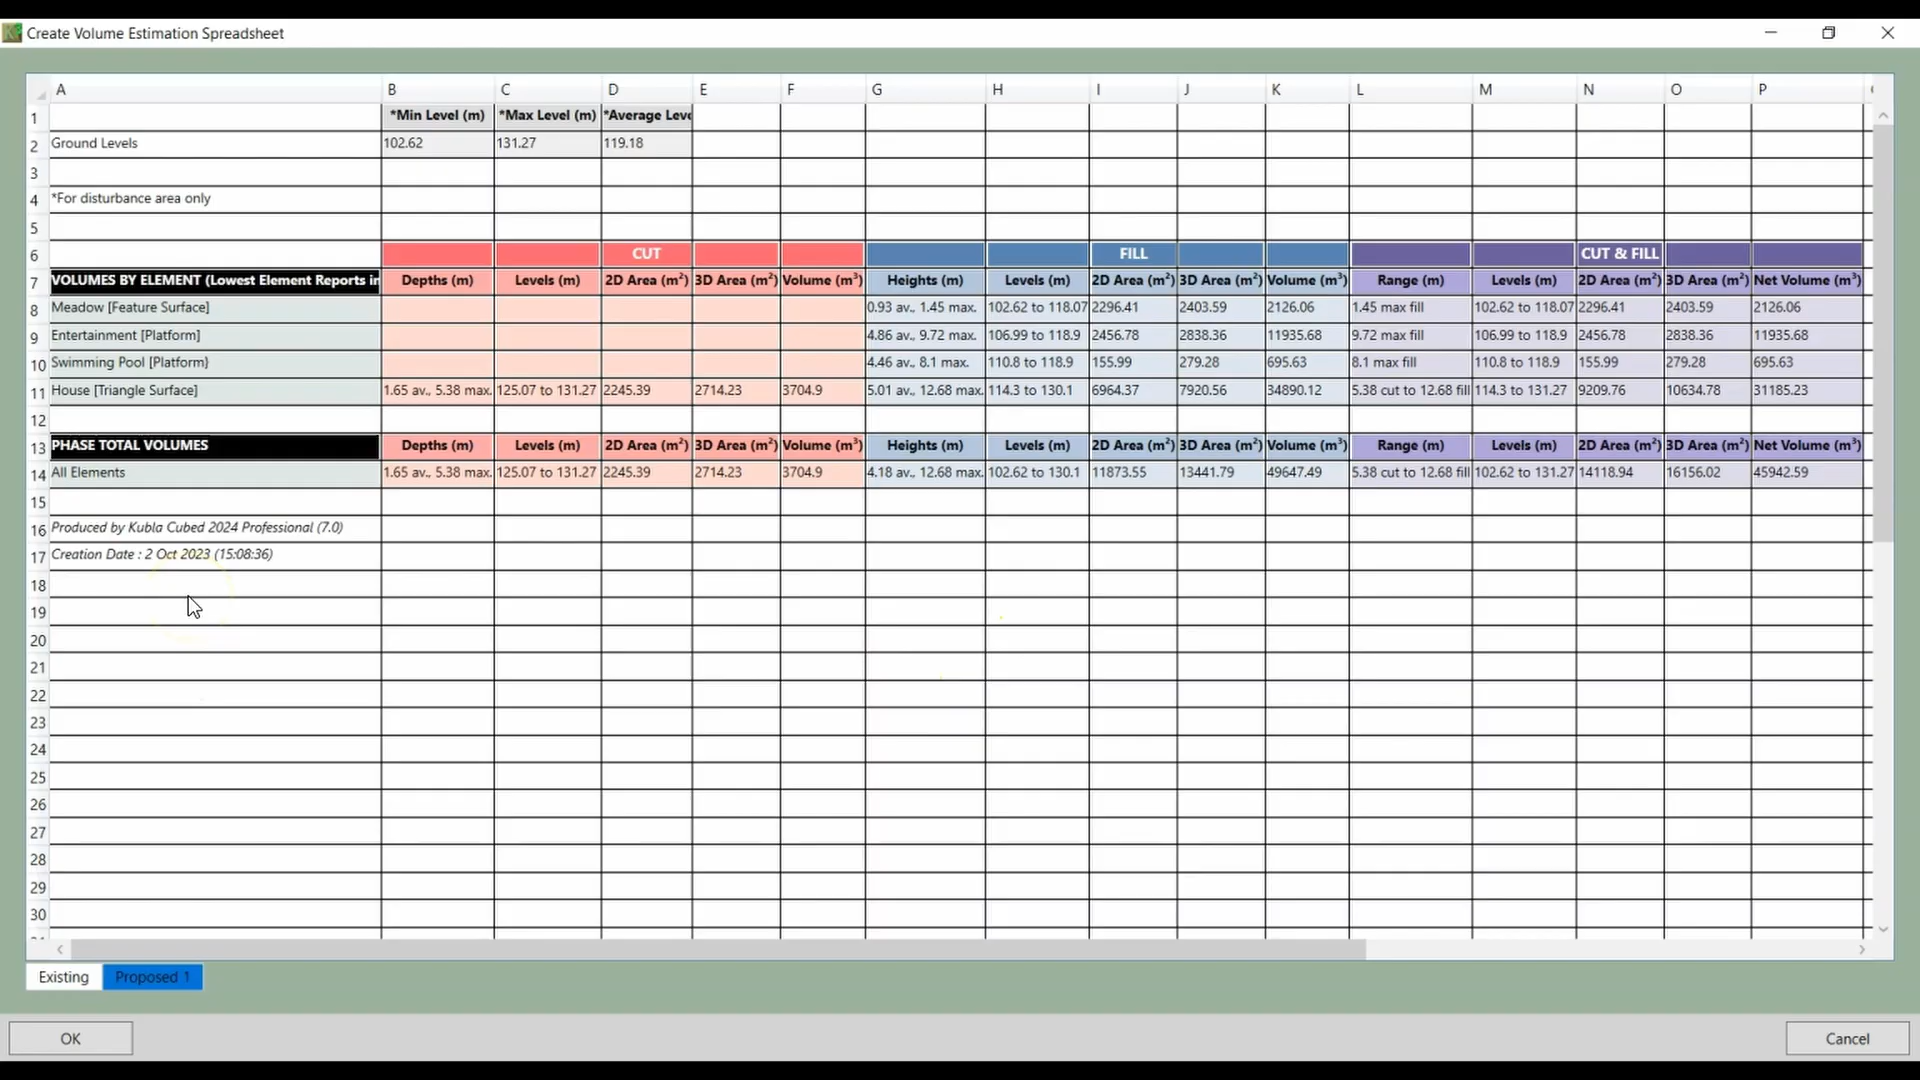 Create Volume Estimation Spreadsheet
A B C D E F G H I J K L M N O P
1 *Min Level (m) *Max Level (m) *Average Leve
2 Ground Levels 102.62 131.27 119.18
3
4 *For disturbance area only
5
6 CUT FILL CUT & FILL
7 VOLUMES BY ELEMENT (Lowest Element Reports in Depths (m) Levels (m) 2D Area (m²) 3D Area (m²) Volume (m³) Heights (m) Levels (m) 2D Area (m²) 3D Area (m²) Volume (m³) Range (m) Levels (m) 2D Area (m²) 3D Area (m²) Net Volume (m³)
8 Meadow [Feature Surface] 0.93 av., 1.45 max. 102.62 to 118.07 2296.41 2403.59 2126.06 1.45 max fill 102.62 to 118.07 2296.41 2403.59 2126.06
9 Entertainment [Platform] 4.86 av., 9.72 max. 106.99 to 118.9 2456.78 2838.36 11935.68 9.72 max fill 106.99 to 118.9 2456.78 2838.36 11935.68
10 Swimming Pool [Platform} 4.46 av., 8.1 max. 110.8 to 118.9 155.99 279.28 695.63 8.1 max fill 110.8 to 118.9 155.99 279.28 695.63
11 House [Triangle Surface] 1.65 av., 5.38 max. 125.07 to 131.27 2245.39 2714.23 3704.9 5.01 av., 12.68 max. 114.3 to 130.1 6964.37 7920.56 34890.12 5.38 cut to 12.68 fill 114.3 to 131.27 9209.76 10634.78 31185.23
12
13 PHASE TOTAL VOLUMES Depths (m) Levels (m) 2D Area (m²) 3D Area (m²) Volume (m³) Heights (m) Levels (m) 2D Area (m²) 3D Area (m²) Volume (m³) Range (m) Levels (m) 2D Area (m²) 3D Area (m²) Net Volume (m³)
14 All Elements 1.65 av., 5.38 max. 125.07 to 131.27 2245.39 2714.23 3704.9 4.18 av., 12.68 max. 102.62 to 130.1 11873.55 13441.79 49647.49 5.38 cut to 12.68 fill 102.62 to 131.27 14118.94 16156.02 45942.59
15
16 Produced by Kubla Cubed 2024 Professional (7.0)
17 Creation Date : 2 Oct 2023 (15:08:36)
18
19
20
21
22
23
24
25
26
27
28
29
30
Existing Proposed 1
OK Cancel